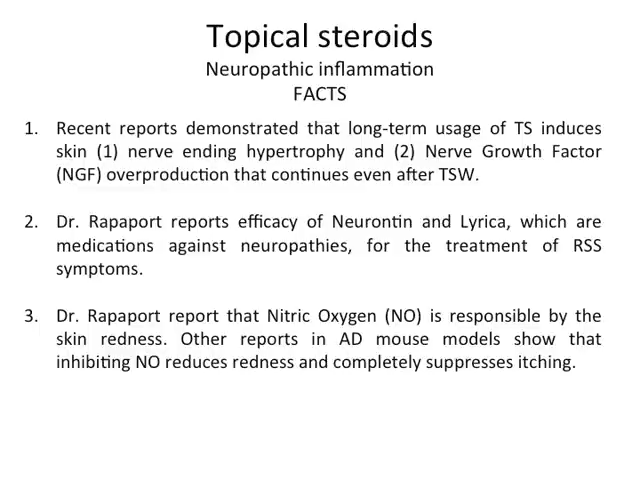 Topical steroids
Neuropathic inflammation
FACTS
1. Recent reports demonstrated that long-term usage of TS induces
skin (1) nerve ending hypertrophy and (2) Nerve Growth Factor
(NGF) overproduction that continues even after TSW.
2. Dr. Rapaport reports efficacy of Neurontin and Lyrica, which are
medications against neuropathies, for the treatment of RSS
symptoms.
3. Dr. Rapaport report that Nitric Oxygen (NO) is responsible by the
skin redness. Other reports in AD mouse models show that
inhibiting NO reduces redness and completely suppresses itching.